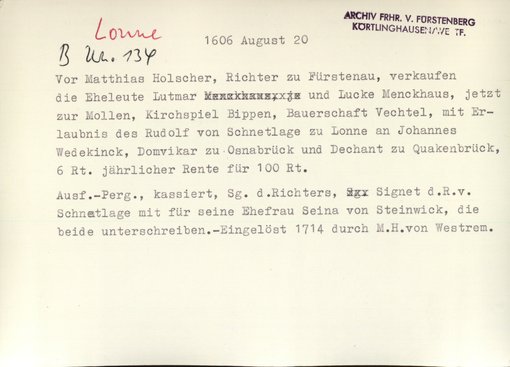 Lonne
B Uk. 134
ARCHIV FRHR. V. FÜRSTENBERG
KÖRTLINGHAUSEN/WESTF.
1606 August 20
Vor Matthias Holscher, Richter zu Fürstenau, verkaufen
die Eheleute Lutmar und Lucke Menckhaus, jetzt
zur Mollen, Kirchspiel Bippen, Bauerschaft Vechtel, mit Er-
laubnis des Rudolf von Schnetlage zu Lonne an Johannes
Wedekinck, Domvikar zu Osnabrück und Dechant zu Quakenbrück,
6 Rt. jährlicher Rente für 100 Rt.
Ausf.-Perg., kassiert, Sg. d.Richters, Signet d.R.v.
Schnetlage mit für seine Ehefrau Seina von Steinwick, die
beide unterschreiben.-Eingelöst 1714 durch M.H.von Westrem.